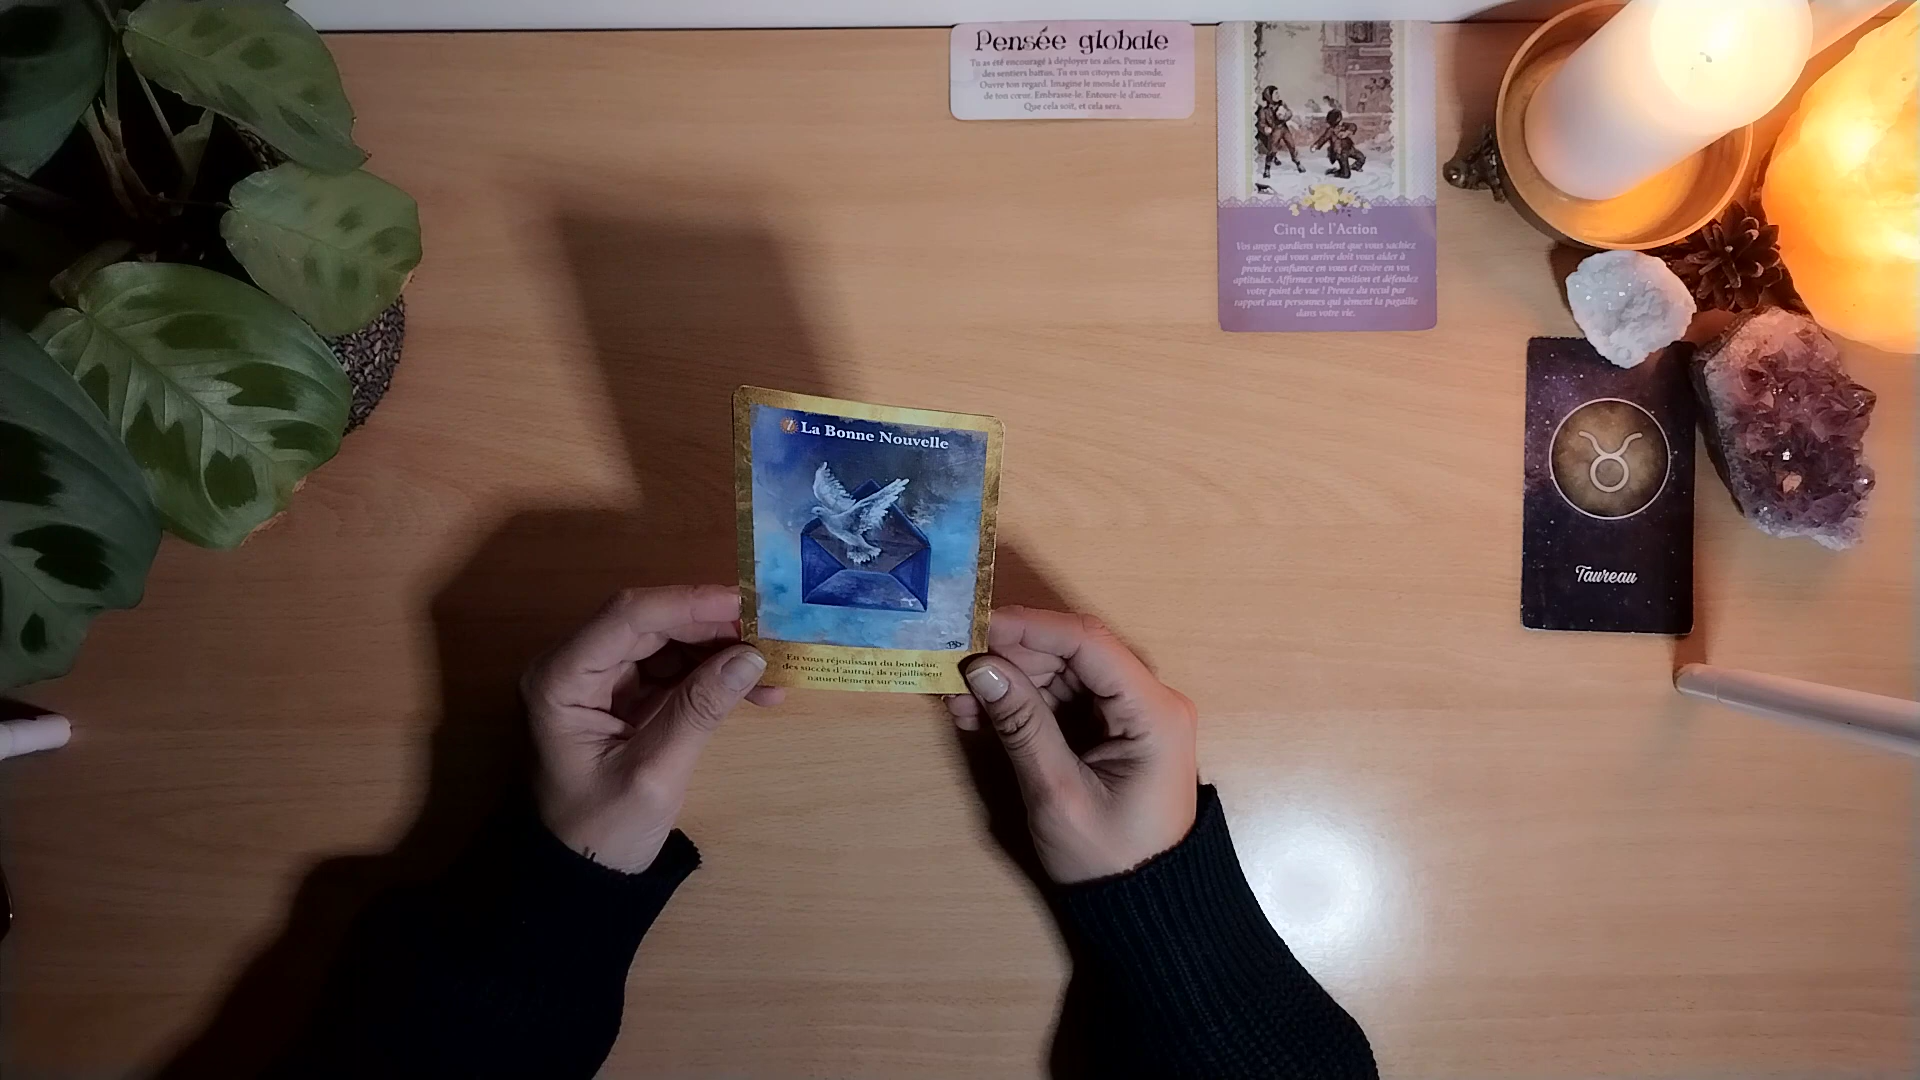 Pensée globale
Tu as été encouragé à déployer tes ailes. Pense à sortir
des sentiers battus. Tu es un citoyen du monde.
Ouvre ton regard. Imagine le monde à l'intérieur
de ton cœur. Embrasse-le. Entoure-le d'amour.
Que cela soit, et cela sera.
Cinq de l'Action
Vos anges gardiens veulent que vous sachiez
que ce qui vous arrive doit vous aider à
prendre confiance en vous et croire en vos
aptitudes. Affirmez votre position et défendez
votre point de vue ! Prenez du recul par
rapport aux personnes qui sèment la pagaille
dans votre vie.
La Bonne Nouvelle
En vous réjouissant du bonheur,
des succès d'autrui, ils rejaillissent
naturellement sur vous.
Taureau